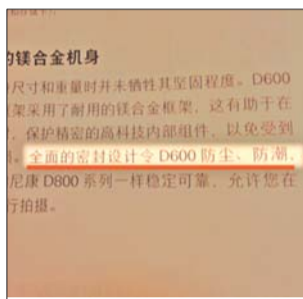 的镁合金机身
尺寸和重量时并未牺牲其坚固程度。D600
架采用了耐用的镁合金框架，这有助于在
保护精密的高科技内部组件，以免受到
全面的密封设计令 D600 防尘、防潮，
尼康 D800 系列一样稳定可靠，允许您在
行拍摄。